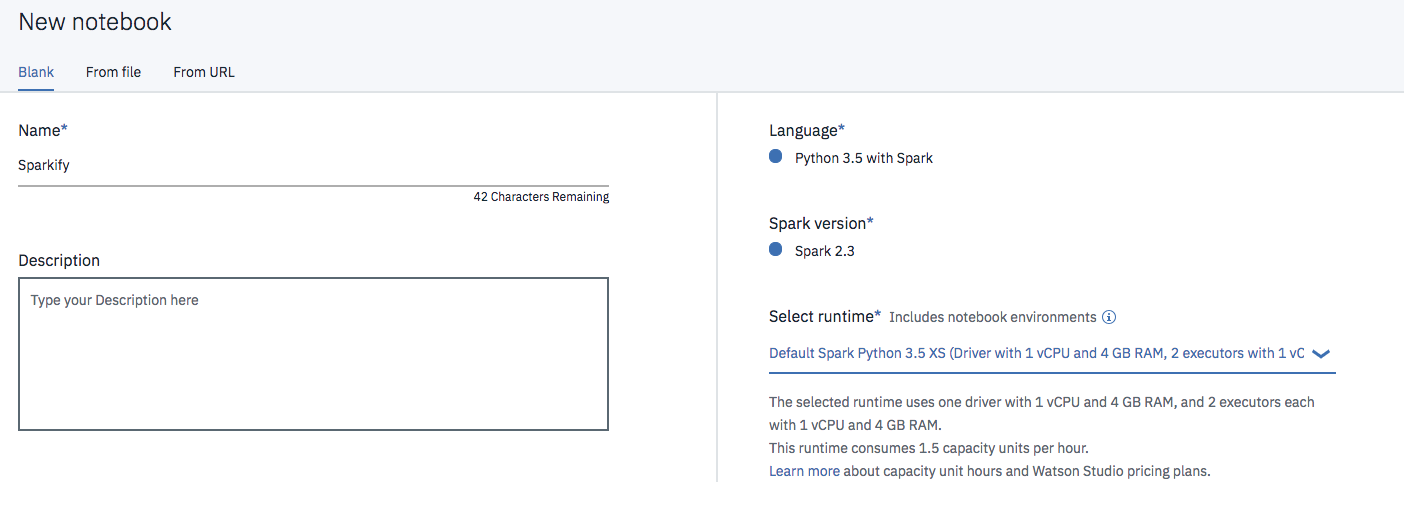 New notebook
Blank
From file
From URL
Name*
Sparkify
42 Characters Remaining
Description
Type your Description here
Language*
Python 3.5 with Spark
Spark version*
Spark 2.3
Select runtime* Includes notebook environments
Default Spark Python 3.5 XS (Driver with 1 vCPU and 4 GB RAM, 2 executors with 1 vC
The selected runtime uses one driver with 1 vCPU and 4 GB RAM, and 2 executors each
with 1 vCPU and 4 GB RAM.
This runtime consumes 1.5 capacity units per hour.
Learn more about capacity unit hours and Watson Studio pricing plans.